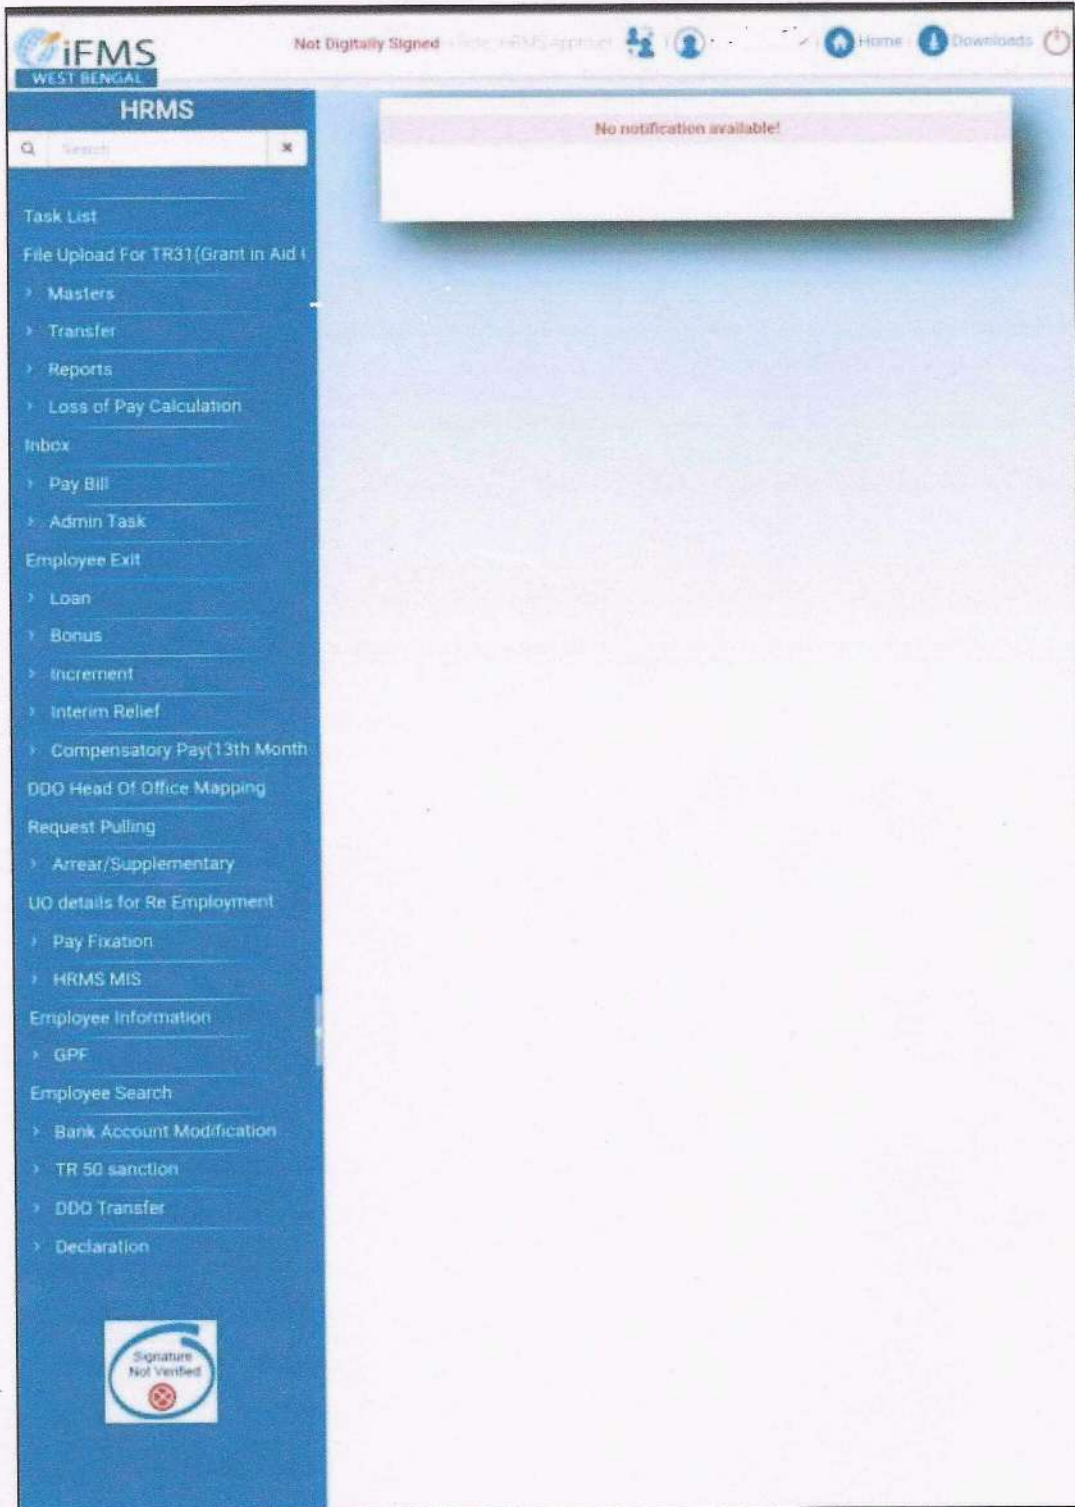 iFMS
WEST BENGAL
Not Digitally Signed
Role: HRMS Approver
Home
Downloads
HRMS
Search
No notification available!
Task List
File Upload For TR31(Grant in Aid
Masters
Transfer
Reports
Loss of Pay Calculation
Inbox
Pay Bill
Admin Task
Employee Exit
Loan
Bonus
Increment
Interim Relief
Compensatory Pay(13th Month
DDO Head Of Office Mapping
Request Pulling
Arrear/Supplementary
UO details for Re Employment
Pay Fixation
HRMS MIS
Employee Information
GPF
Employee Search
Bank Account Modification
TR 50 sanction
DDO Transfer
Declaration
Signature
Not Verified